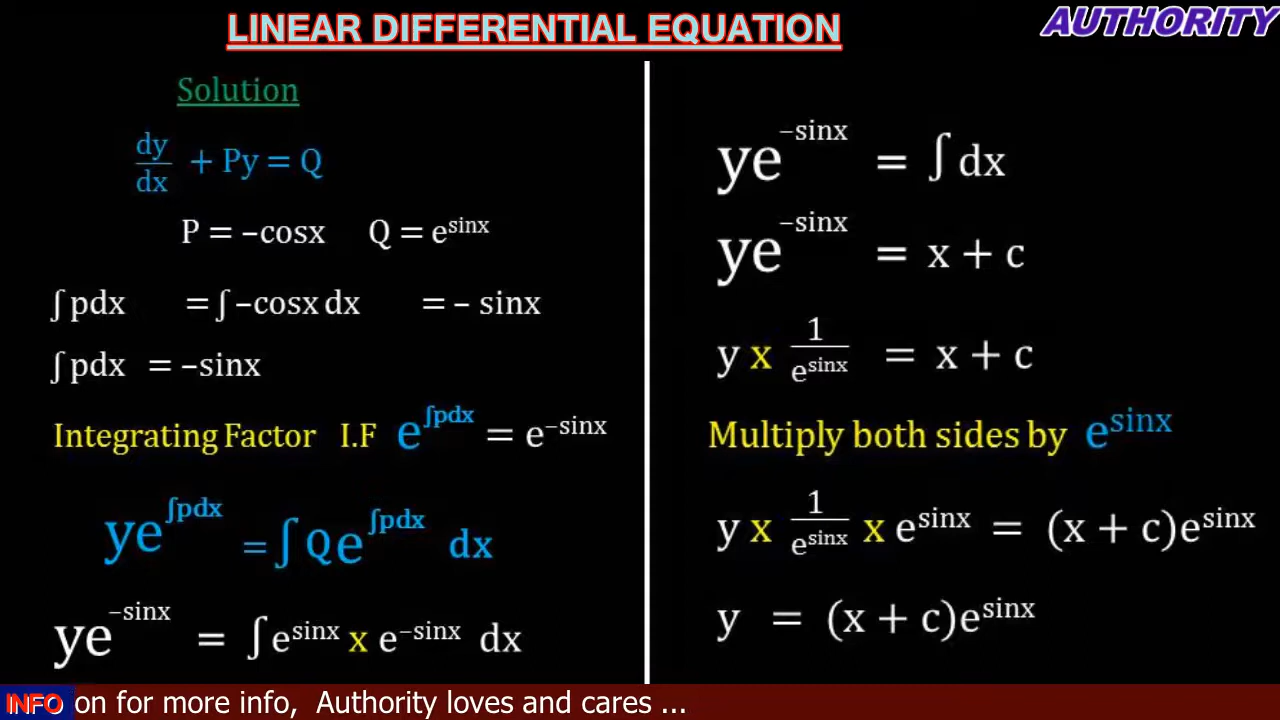 LINEAR DIFFERENTIAL EQUATION
AUTHORITY
Solution
dy/dx + Py = Q
P = –cosx Q = e^sinx
∫ pdx = ∫ –cosx dx = – sinx
∫ pdx = –sinx
Integrating Factor I.F e^∫pdx = e^–sinx
ye^∫pdx = ∫ Qe^∫pdx dx
ye^–sinx = ∫ e^sinx x e^–sinx dx
ye^–sinx = ∫ dx
ye^–sinx = x + c
y x 1/e^sinx = x + c
Multiply both sides by e^sinx
y x 1/e^sinx x e^sinx = (x + c)e^sinx
y = (x + c)e^sinx
INFO on for more info, Authority loves and cares ...